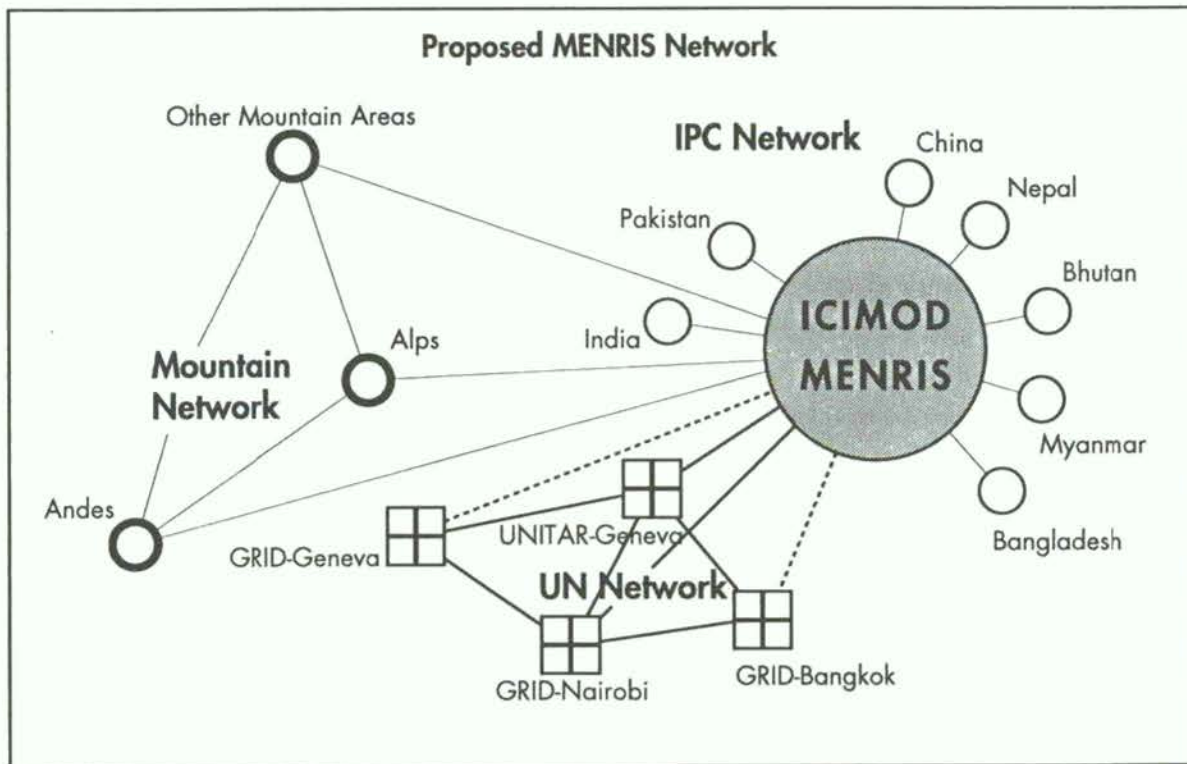 Proposed MENRIS Network
Other Mountain Areas
IPC Network
China
Nepal
Pakistan
Bhutan
India
ICIMOD
MENRIS
Alps
Mountain
Network
Myanmar
Andes
Bangladesh
GRID-Geneva
UNITAR-Geneva
UN Network
GRID-Nairobi
GRID-Bangkok